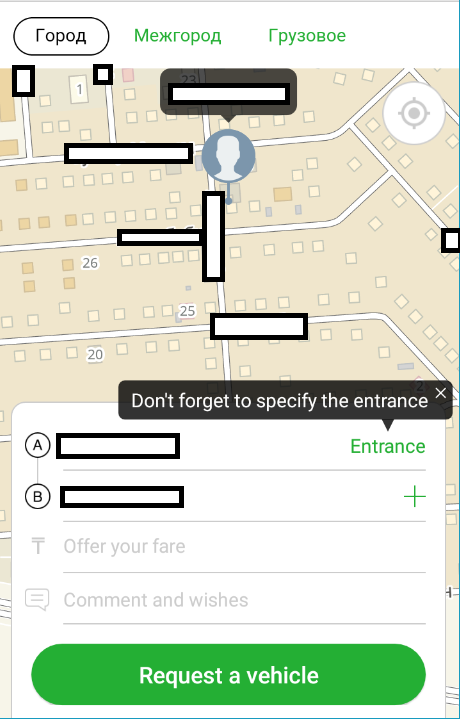 Город Межгород Грузовое
1
23
26
25
20
2
Don't forget to specify the entrance ×
A Entrance
B +
₸ Offer your fare
Comment and wishes
Request a vehicle